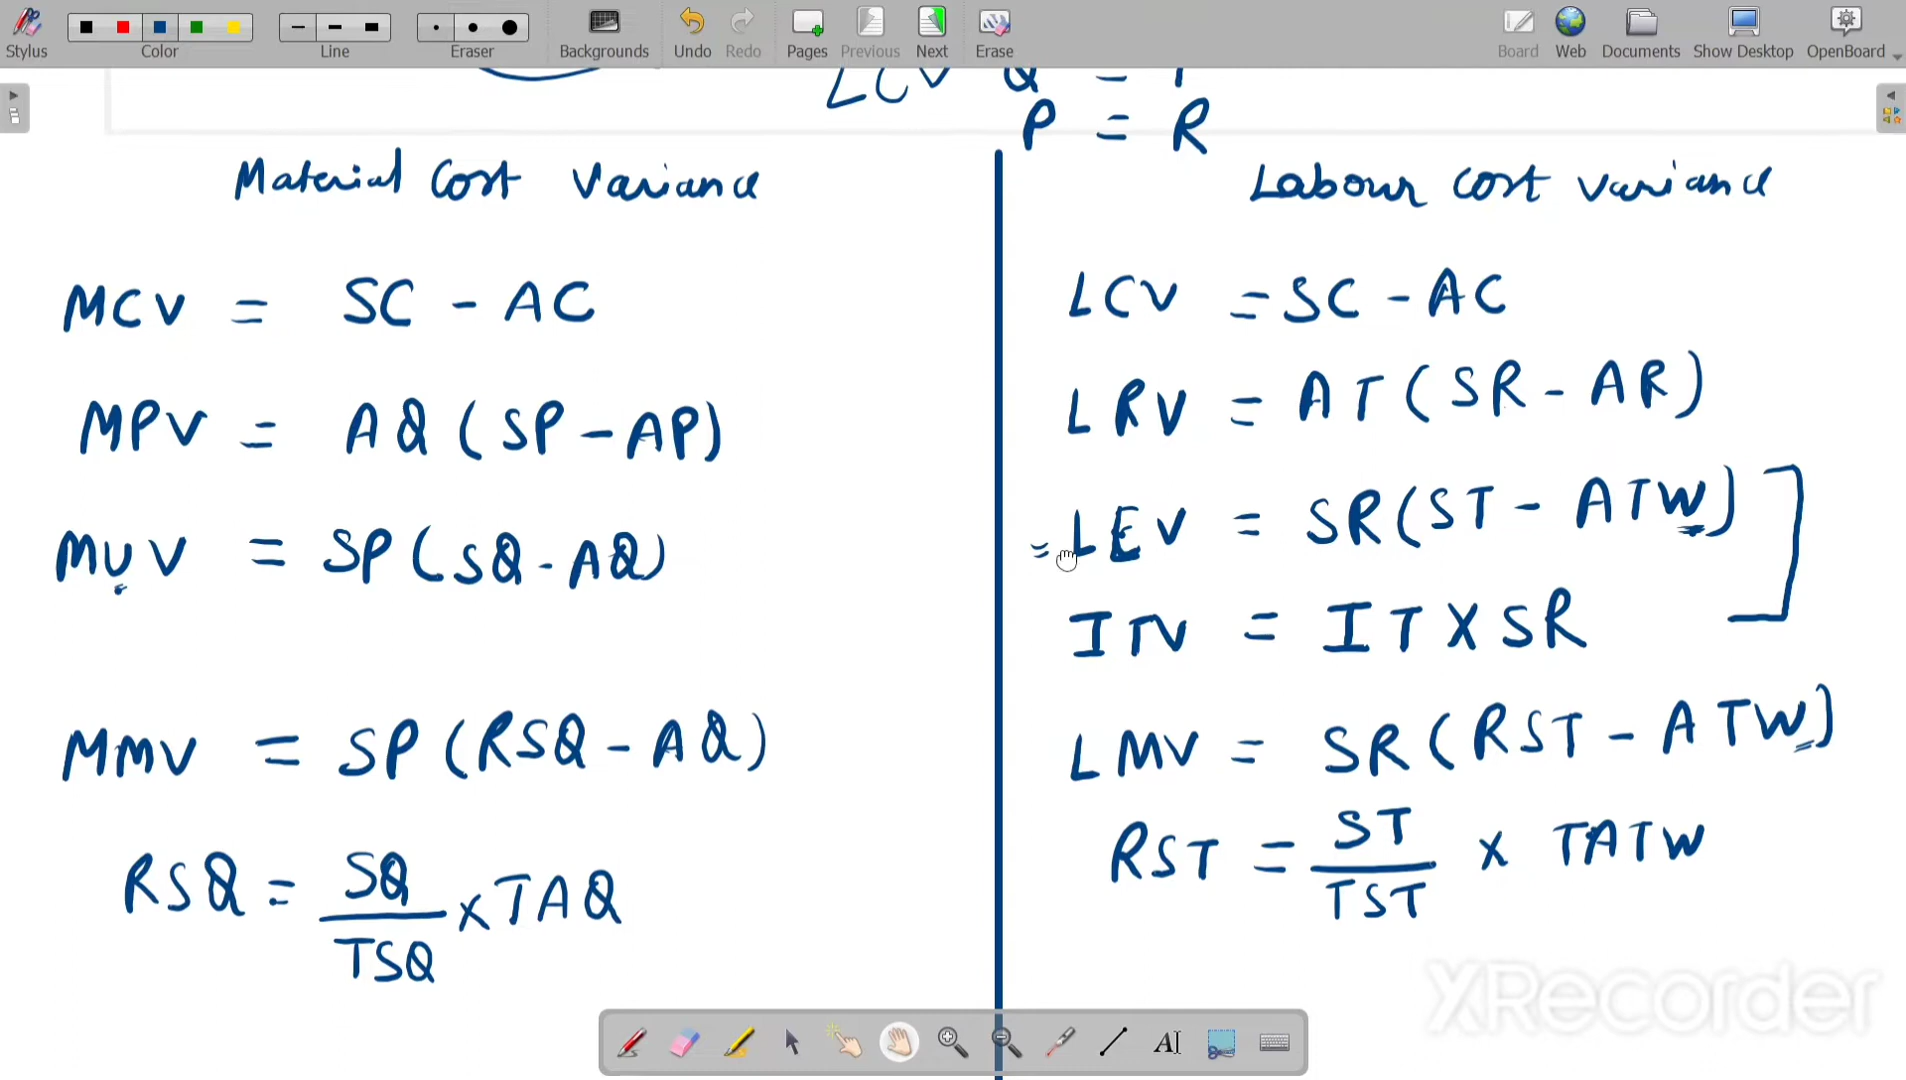 Stylus Color Line Eraser Backgrounds Undo Redo Pages Previous Next Erase Board Web Documents Show Desktop OpenBoard
LCV Q =
P = R
Material Cost Variance
MCV = SC - AC
MPV = AQ (SP - AP)
MUV = SP (SQ - AQ)
MMV = SP (RSQ - AQ)
RSQ = SQ
TSQ × TAQ
Labour cost variance
LCV = SC - AC
LRV = AT (SR - AR)
= LEV = SR (ST - ATW)
ITV = IT X SR
LMV = SR (RST - ATW)
RST = ST
TST × TATW
XRecorder